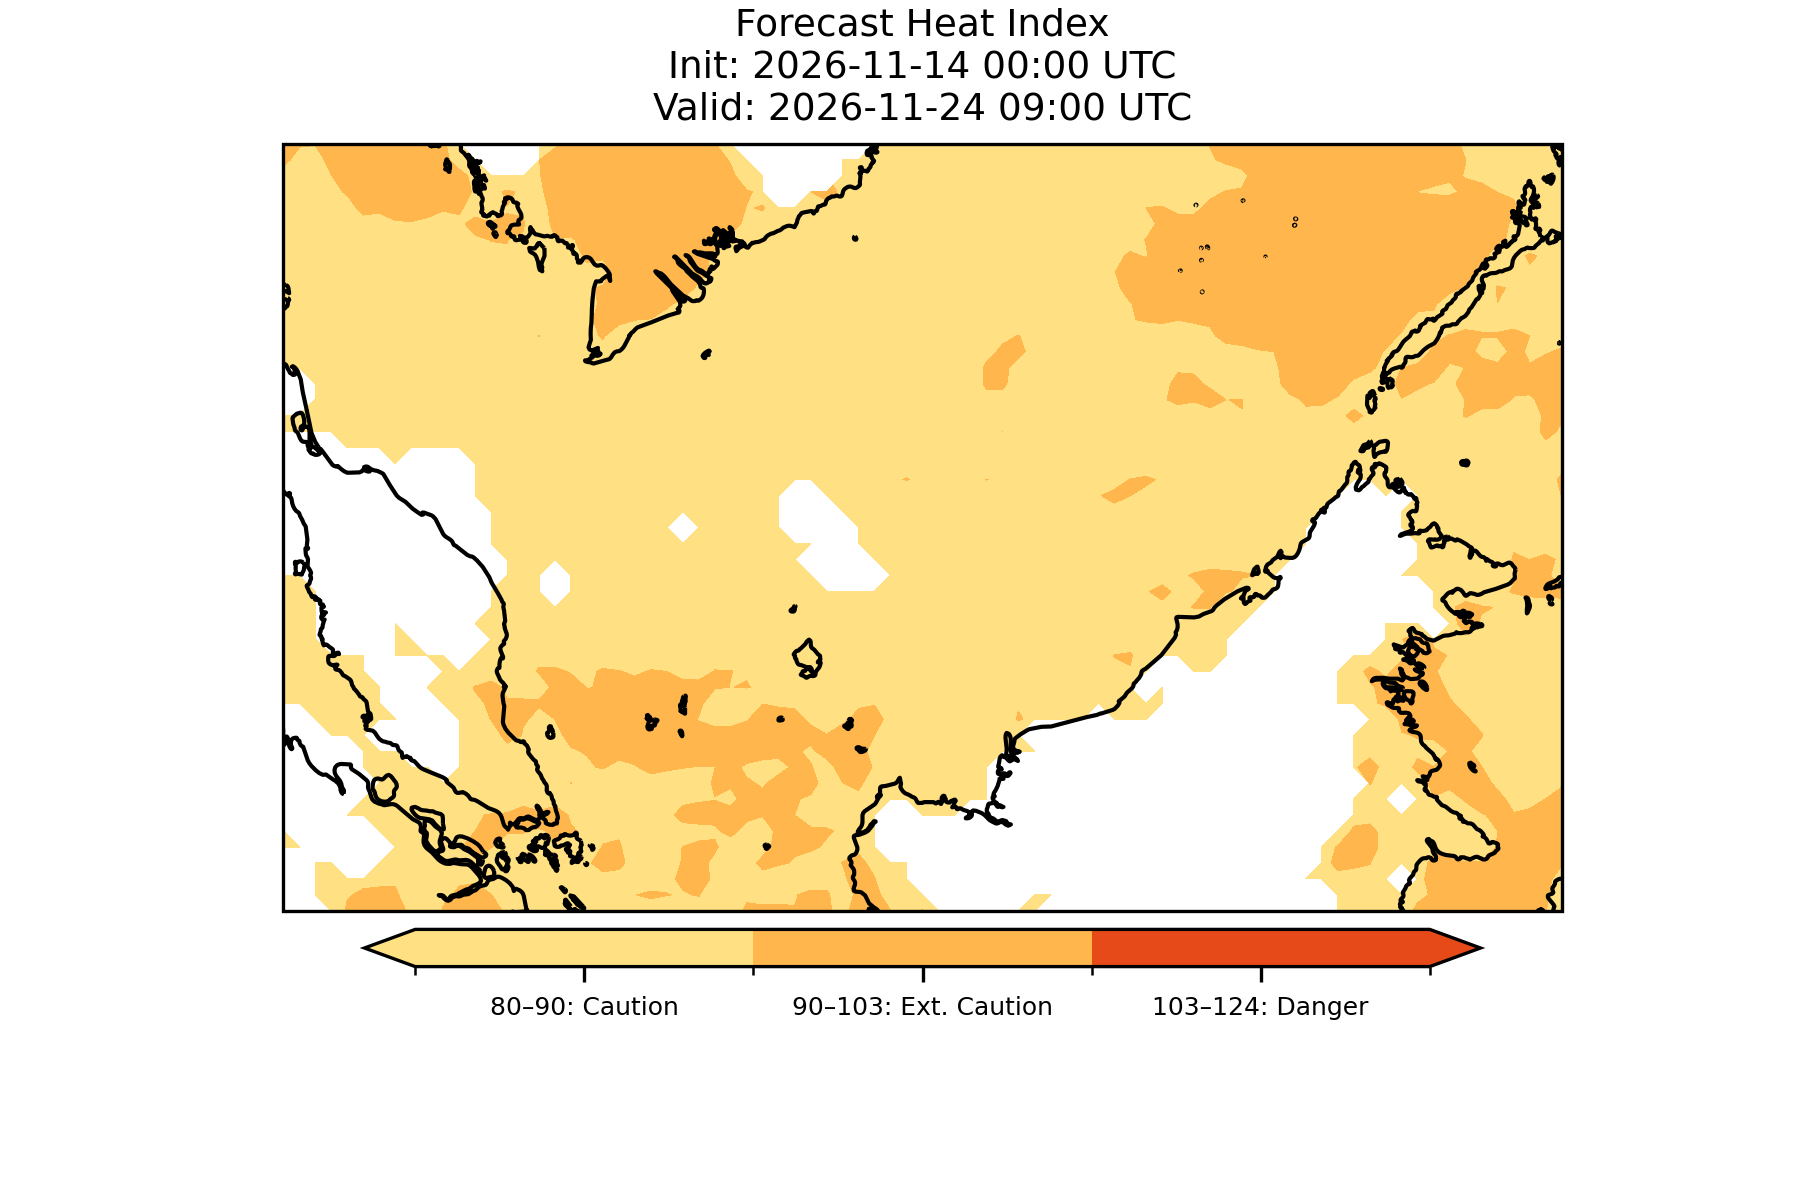 Forecast Heat Index
Init: 2026-11-14 00:00 UTC
Valid: 2026-11-24 09:00 UTC
80–90: Caution
90–103: Ext. Caution
103–124: Danger